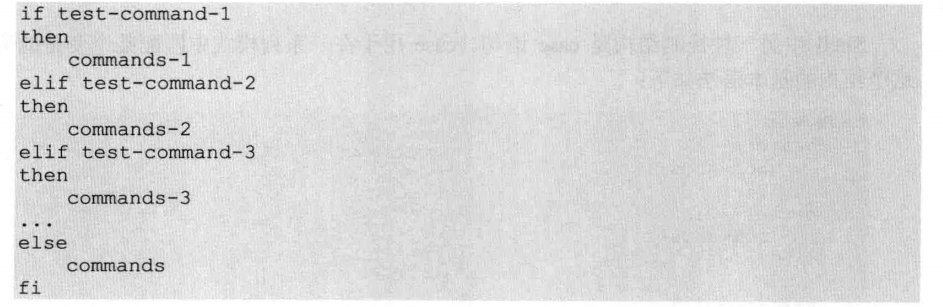 if test-command-1
then
    commands-1
elif test-command-2
then
    commands-2
elif test-command-3
then
    commands-3
...
else
    commands
fi